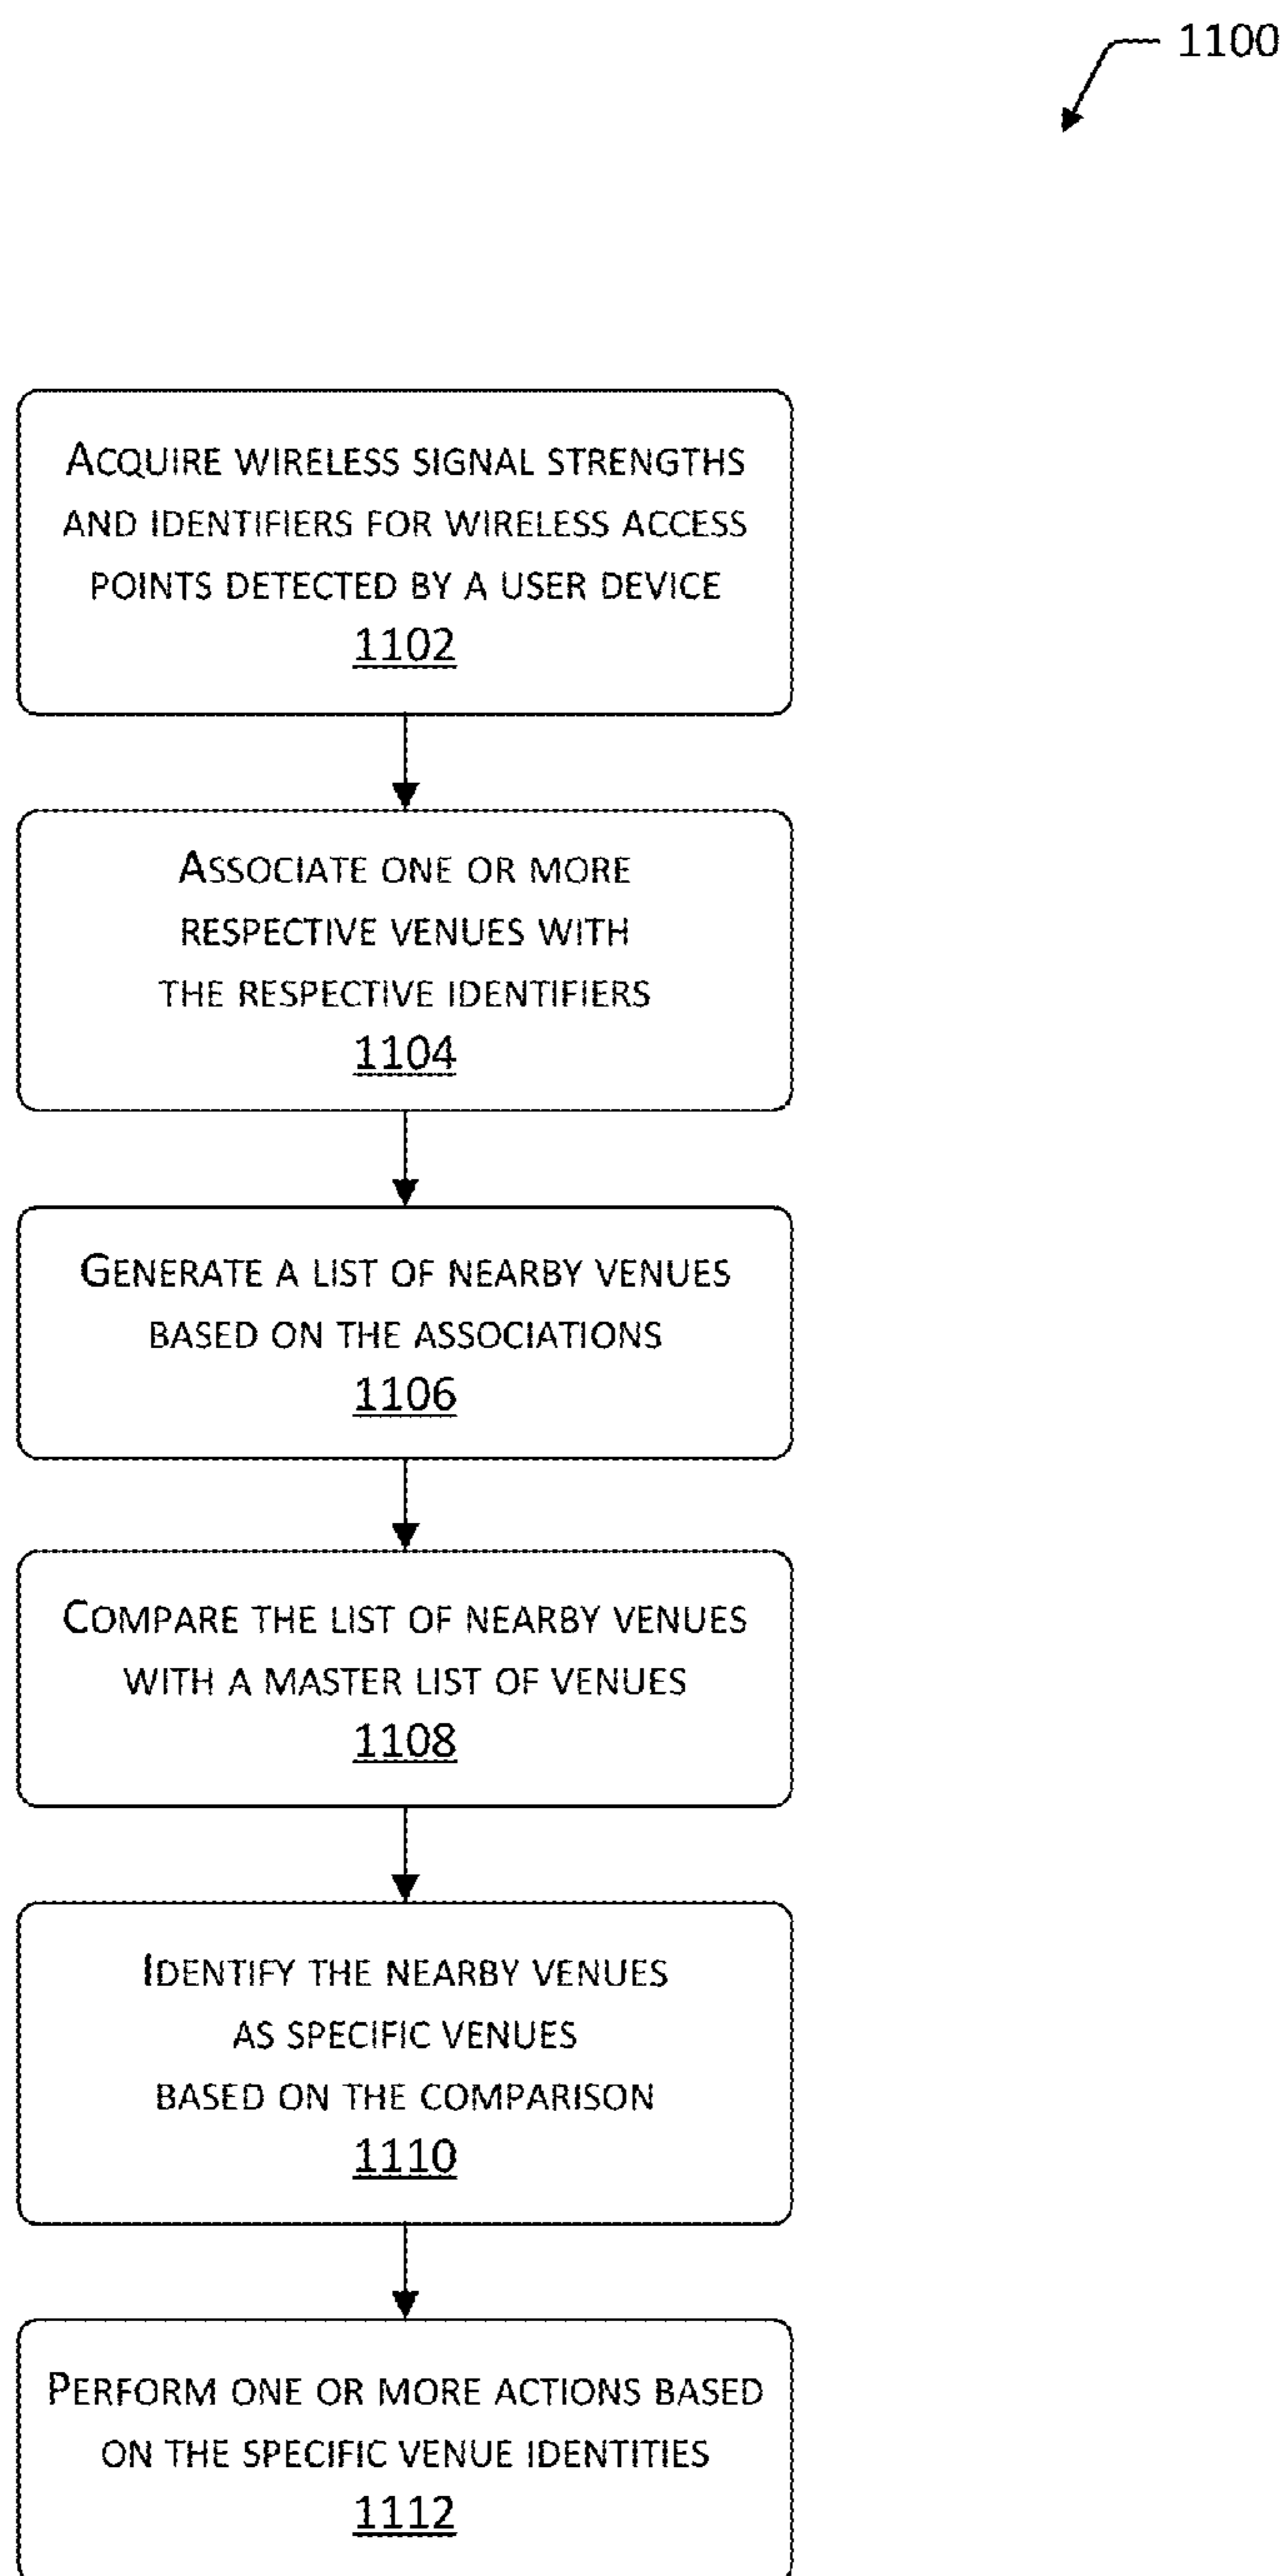 1100
ACQUIRE WIRELESS SIGNAL STRENGTHS
AND IDENTIFIERS FOR WIRELESS ACCESS
POINTS DETECTED BY A USER DEVICE
1102
ASSOCIATE ONE OR MORE
RESPECTIVE VENUES WITH
THE RESPECTIVE IDENTIFIERS
1104
GENERATE A LIST OF NEARBY VENUES
BASED ON THE ASSOCIATIONS
1106
COMPARE THE LIST OF NEARBY VENUES
WITH A MASTER LIST OF VENUES
1108
IDENTIFY THE NEARBY VENUES
AS SPECIFIC VENUES
BASED ON THE COMPARISON
1110
PERFORM ONE OR MORE ACTIONS BASED
ON THE SPECIFIC VENUE IDENTITIES
1112